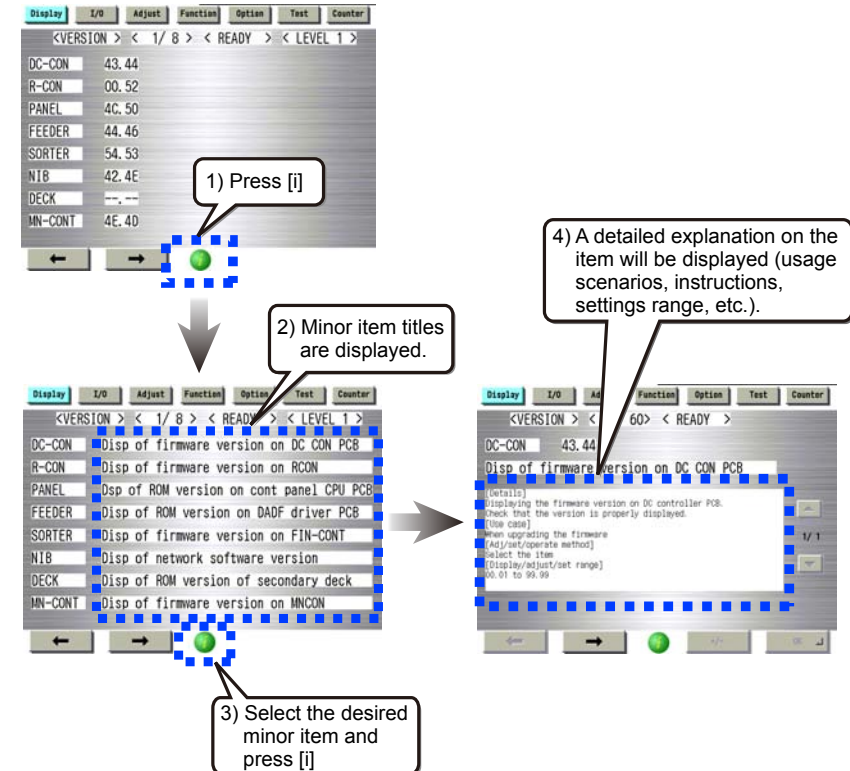 Display I/O Adjust Function Option Test Counter
<VERSION > < 1/ 8 > < READY > < LEVEL 1 >
DC-CON 43.44
R-CON 00.52
PANEL 4C.50
FEEDER 44.46
SORTER 54.53
NIB 42.4E
DECK --.--
MN-CONT 4E.4D
1) Press [i]
2) Minor item titles
are displayed.
Display I/O Adjust Function Option Test Counter
<VERSION > < 1/ 8 > < READY > < LEVEL 1 >
DC-CON Disp of firmware version on DC CON PCB
R-CON Disp of firmware version on RCON
PANEL Dsp of ROM version on cont panel CPU PCB
FEEDER Disp of ROM version on DADF driver PCB
SORTER Disp of firmware version on FIN-CONT
NIB Disp of network software version
DECK Disp of ROM version of secondary deck
MN-CONT Disp of firmware version on MNCON
3) Select the desired
minor item and
press [i]
4) A detailed explanation on the
item will be displayed (usage
scenarios, instructions,
settings range, etc.).
Display I/O Function Option Test Counter
<VERSION > < 60> < READY >
DC-CON 43.44
Disp of firmware version on DC CON PCB
[Details]
Displaying the firmware version on DC controller PCB.
Check that the version is properly displayed.
[Use case]
When upgrading the firmware
[Adj/set/operate method]
Select the item
[Display/adjust/set range]
00.01 to 99.99
1/ 1
+/-
OK